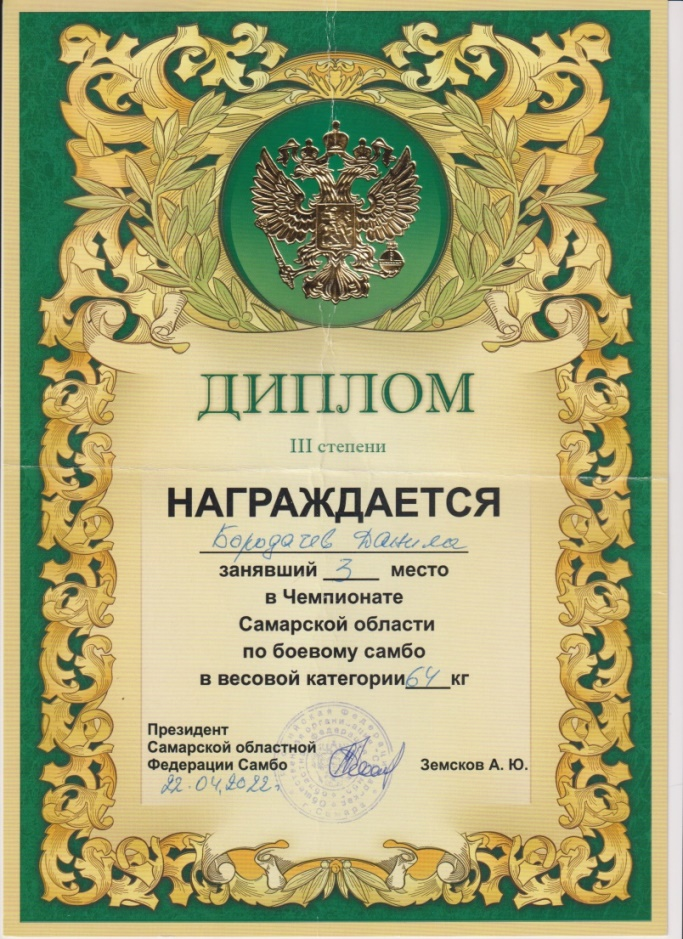 ДИПЛОМ
III степени
НАГРАЖДАЕТСЯ
Бородачев Данила
занявший 3 место
в Чемпионате
Самарской области
по боевому самбо
в весовой категории 64 кг
Президент
Самарской областной
Федерации Самбо
Земсков А. Ю.
22.04.2022г